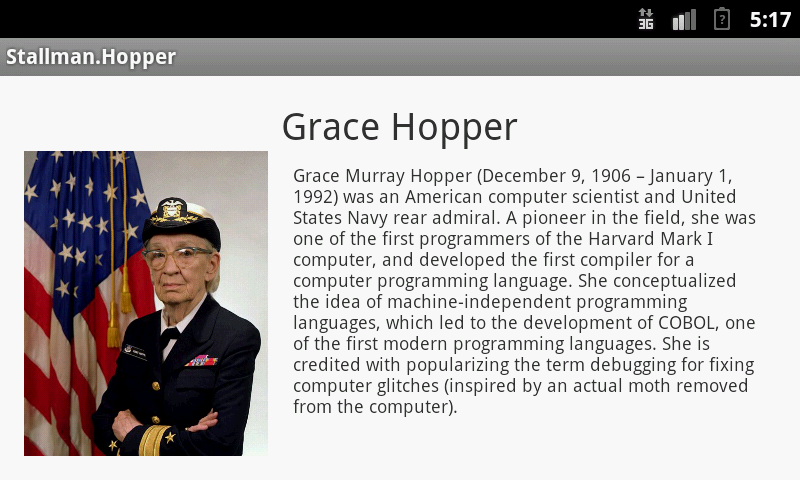 3G ? 5:17
Stallman.Hopper
Grace Hopper
Grace Murray Hopper (December 9, 1906 – January 1,
1992) was an American computer scientist and United
States Navy rear admiral. A pioneer in the field, she was
one of the first programmers of the Harvard Mark I
computer, and developed the first compiler for a
computer programming language. She conceptualized
the idea of machine-independent programming
languages, which led to the development of COBOL, one
of the first modern programming languages. She is
credited with popularizing the term debugging for fixing
computer glitches (inspired by an actual moth removed
from the computer).